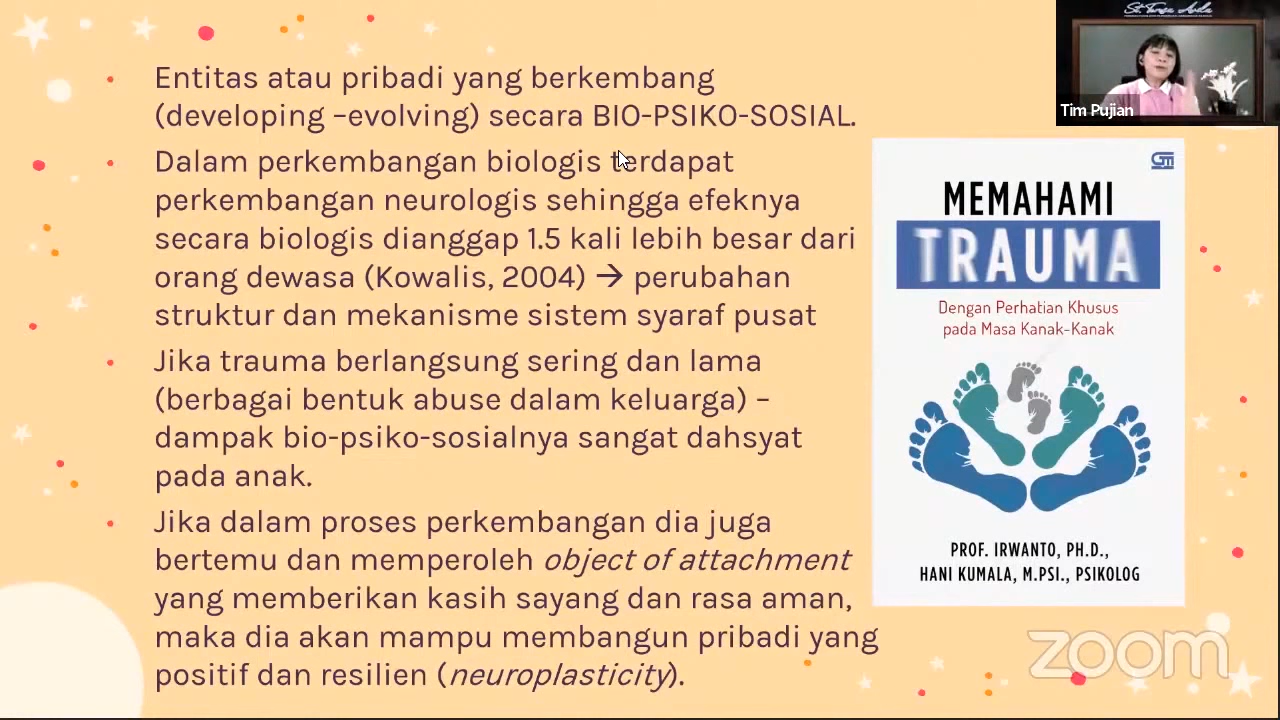 Entitas atau pribadi yang berkembang
(developing –evolving) secara BIO-PSIKO-SOSIAL.
Dalam perkembangan biologis terdapat
perkembangan neurologis sehingga efeknya
secara biologis dianggap 1.5 kali lebih besar dari
orang dewasa (Kowalis, 2004) → perubahan
struktur dan mekanisme sistem syaraf pusat
Jika trauma berlangsung sering dan lama
(berbagai bentuk abuse dalam keluarga) –
dampak bio-psiko-sosialnya sangat dahsyat
pada anak.
Jika dalam proses perkembangan dia juga
bertemu dan memperoleh object of attachment
yang memberikan kasih sayang dan rasa aman,
maka dia akan mampu membangun pribadi yang
positif dan resilien (neuroplasticity).
Tim Pujian
MEMAHAMI
TRAUMA
Dengan Perhatian Khusus
pada Masa Kanak-Kanak
PROF. IRWANTO, PH.D.,
HANI KUMALA, M.PSI., PSIKOLOG
zoom